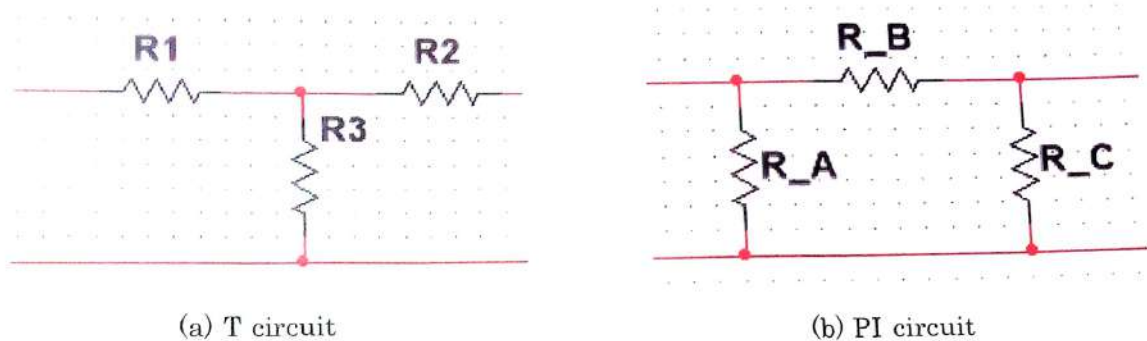 R1
R2
R3
R_B
R_A
R_C
(a) T circuit
(b) PI circuit